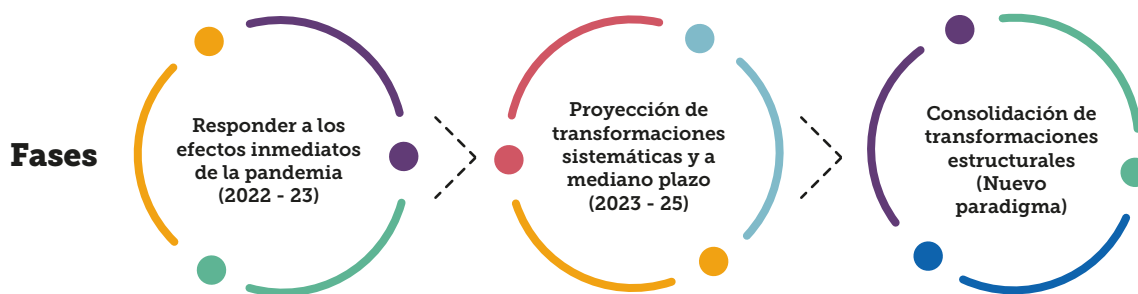 Fases
Responder a los
efectos inmediatos
de la pandemia
(2022 - 23)
Proyección de
transformaciones
sistemáticas y a
mediano plazo
(2023 - 25)
Consolidación de
transformaciones
estructurales
(Nuevo
paradigma)